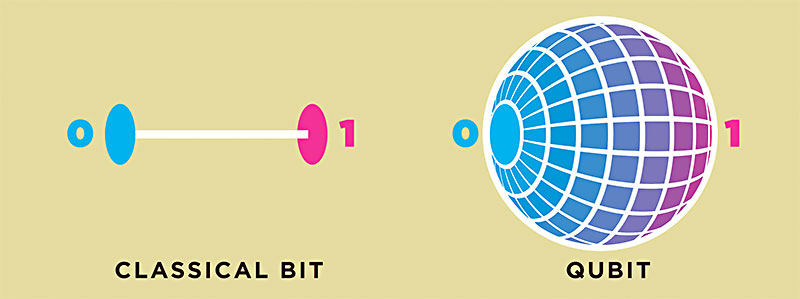 0 1
0 1
CLASSICAL BIT
QUBIT